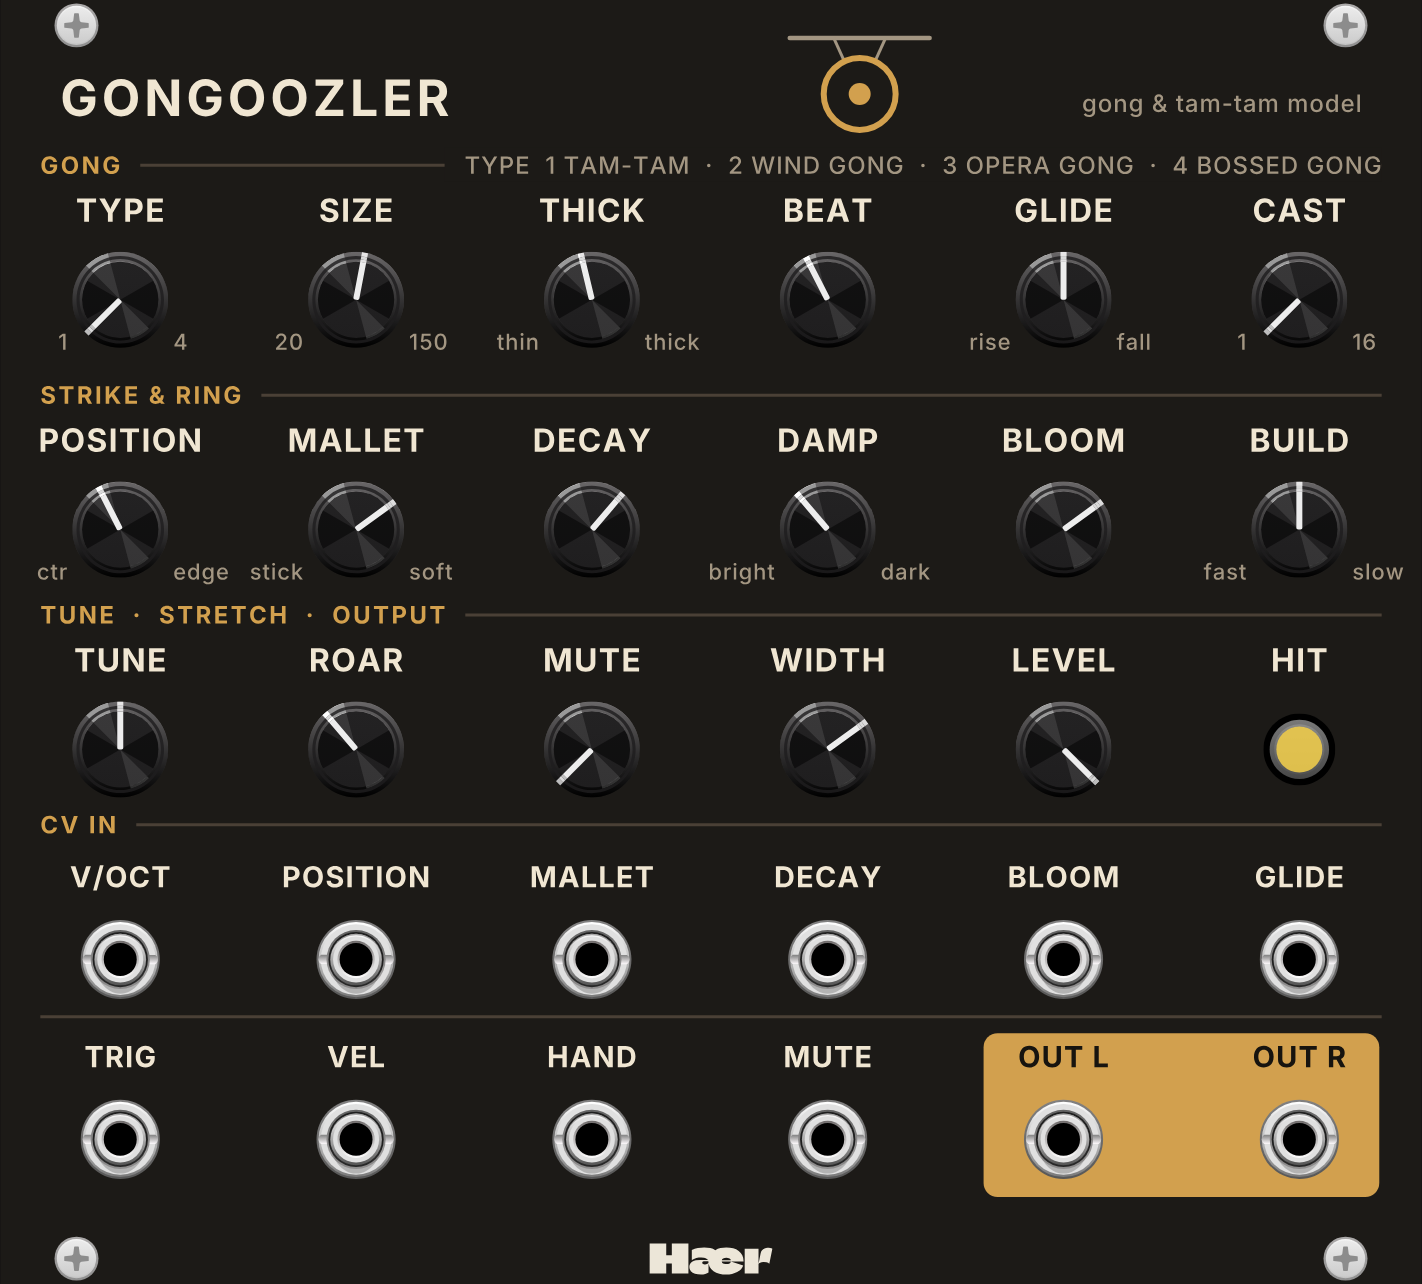 GONGOOZLER
gong & tam-tam model
GONG TYPE 1 TAM-TAM · 2 WIND GONG · 3 OPERA GONG · 4 BOSSED GONG
TYPE SIZE THICK BEAT GLIDE CAST
1 4 20 150 thin thick rise fall 1 16
STRIKE & RING
POSITION MALLET DECAY DAMP BLOOM BUILD
ctr edge stick soft bright dark fast slow
TUNE · STRETCH · OUTPUT
TUNE ROAR MUTE WIDTH LEVEL HIT
CV IN
V/OCT POSITION MALLET DECAY BLOOM GLIDE
TRIG VEL HAND MUTE OUT L OUT R
Hær